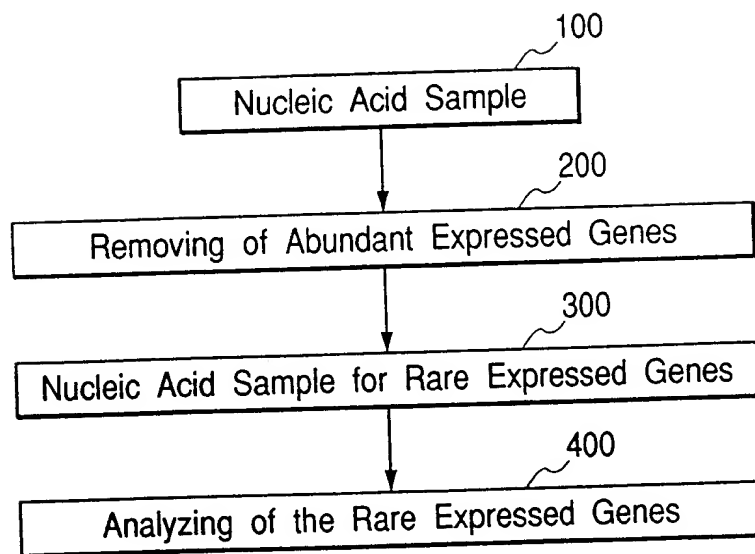 100
Nucleic Acid Sample
200
Removing of Abundant Expressed Genes
300
Nucleic Acid Sample for Rare Expressed Genes
400
Analyzing of the Rare Expressed Genes